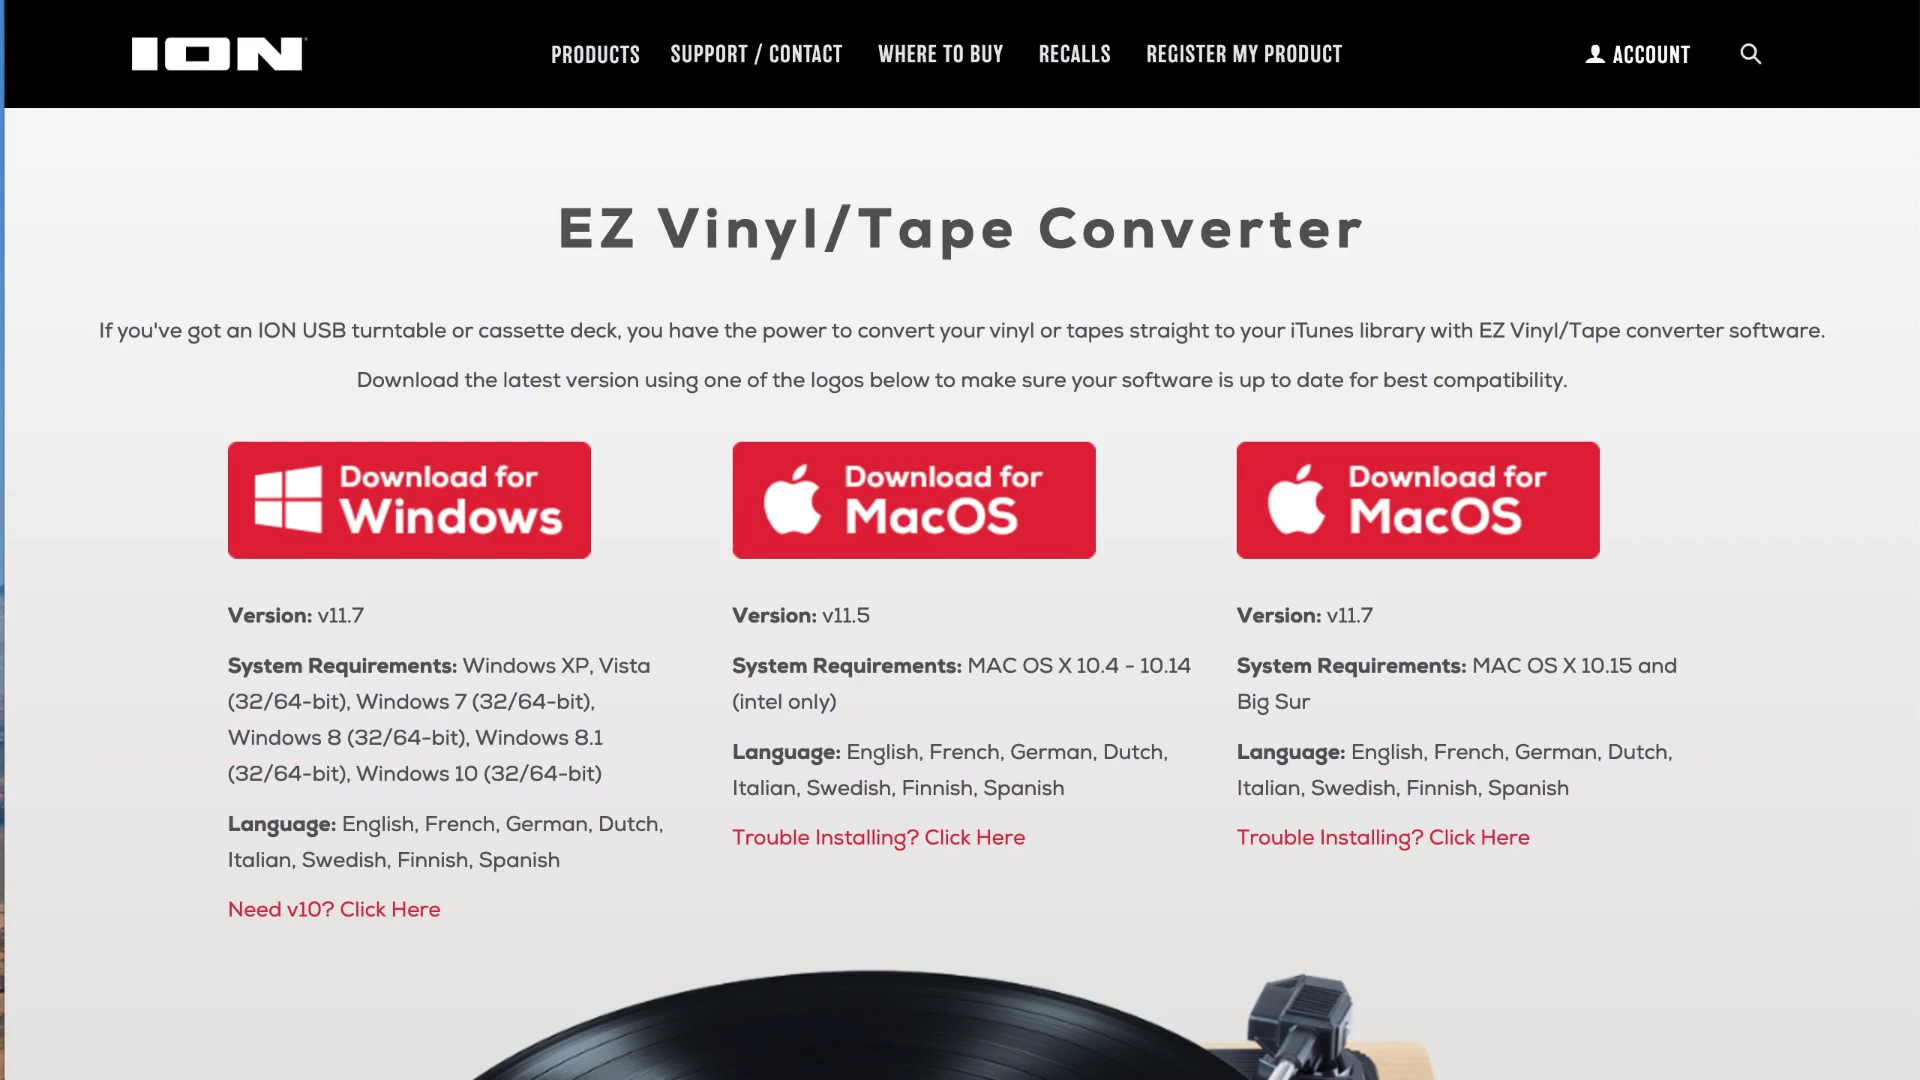 ION
PRODUCTS
SUPPORT / CONTACT
WHERE TO BUY
RECALLS
REGISTER MY PRODUCT
ACCOUNT
EZ Vinyl/Tape Converter
If you've got an ION USB turntable or cassette deck, you have the power to convert your vinyl or tapes straight to your iTunes library with EZ Vinyl/Tape converter software.
Download the latest version using one of the logos below to make sure your software is up to date for best compatibility.
Download for
Windows
Version: v11.7
System Requirements: Windows XP, Vista
(32/64-bit), Windows 7 (32/64-bit),
Windows 8 (32/64-bit), Windows 8.1
(32/64-bit), Windows 10 (32/64-bit)
Language: English, French, German, Dutch,
Italian, Swedish, Finnish, Spanish
Need v10? Click Here
Download for
MacOS
Version: v11.5
System Requirements: MAC OS X 10.4 - 10.14
(intel only)
Language: English, French, German, Dutch,
Italian, Swedish, Finnish, Spanish
Trouble Installing? Click Here
Download for
MacOS
Version: v11.7
System Requirements: MAC OS X 10.15 and
Big Sur
Language: English, French, German, Dutch,
Italian, Swedish, Finnish, Spanish
Trouble Installing? Click Here